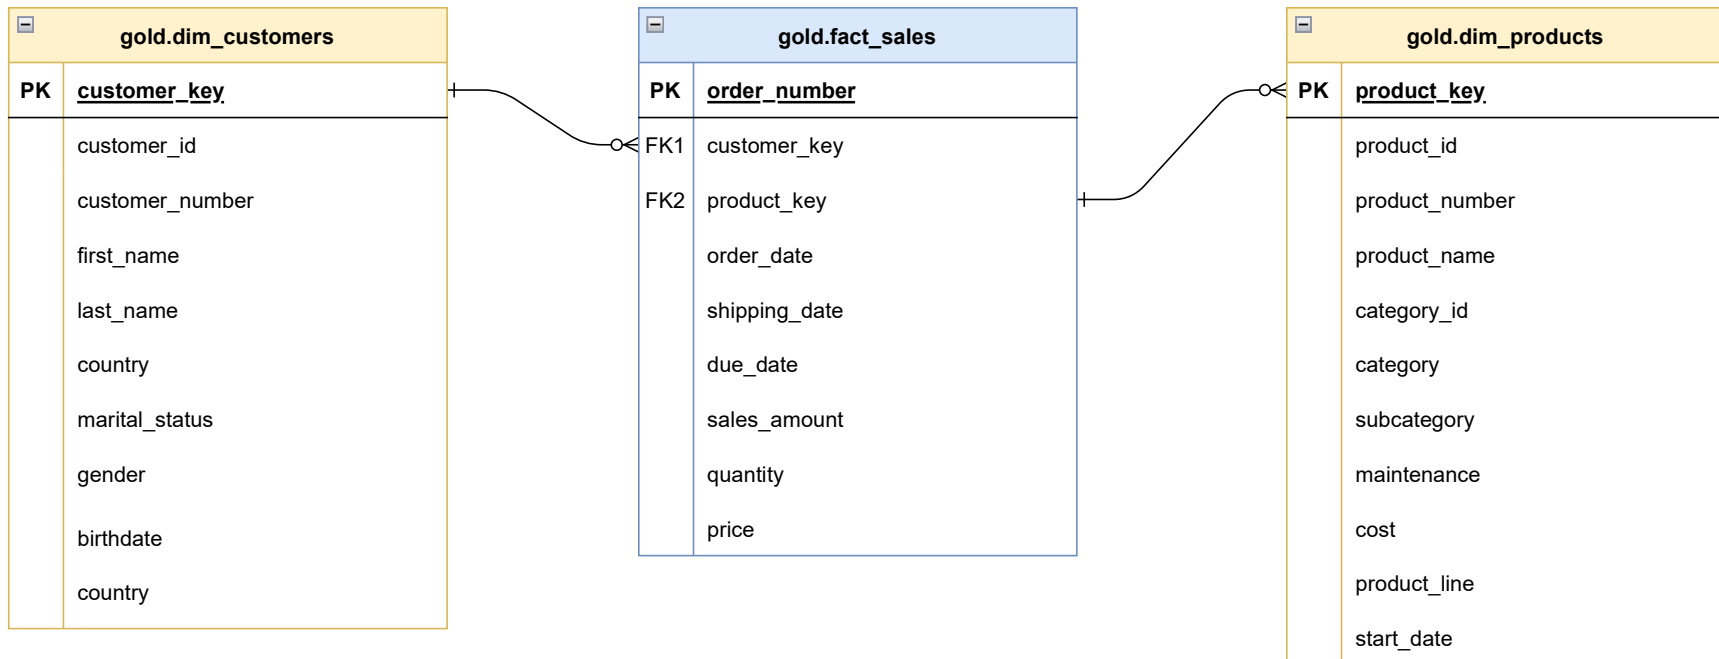 gold.dim_customers
PK customer_key
customer_id
customer_number
first_name
last_name
country
marital_status
gender
birthdate
country
gold.fact_sales
PK order_number
FK1 customer_key
FK2 product_key
order_date
shipping_date
due_date
sales_amount
quantity
price
gold.dim_products
PK product_key
product_id
product_number
product_name
category_id
category
subcategory
maintenance
cost
product_line
start_date